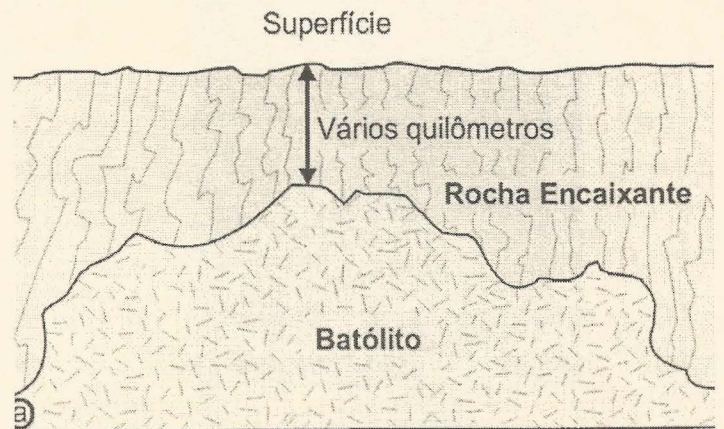 Superfície
Vários quilômetros
Rocha Encaixante
Batólito
a